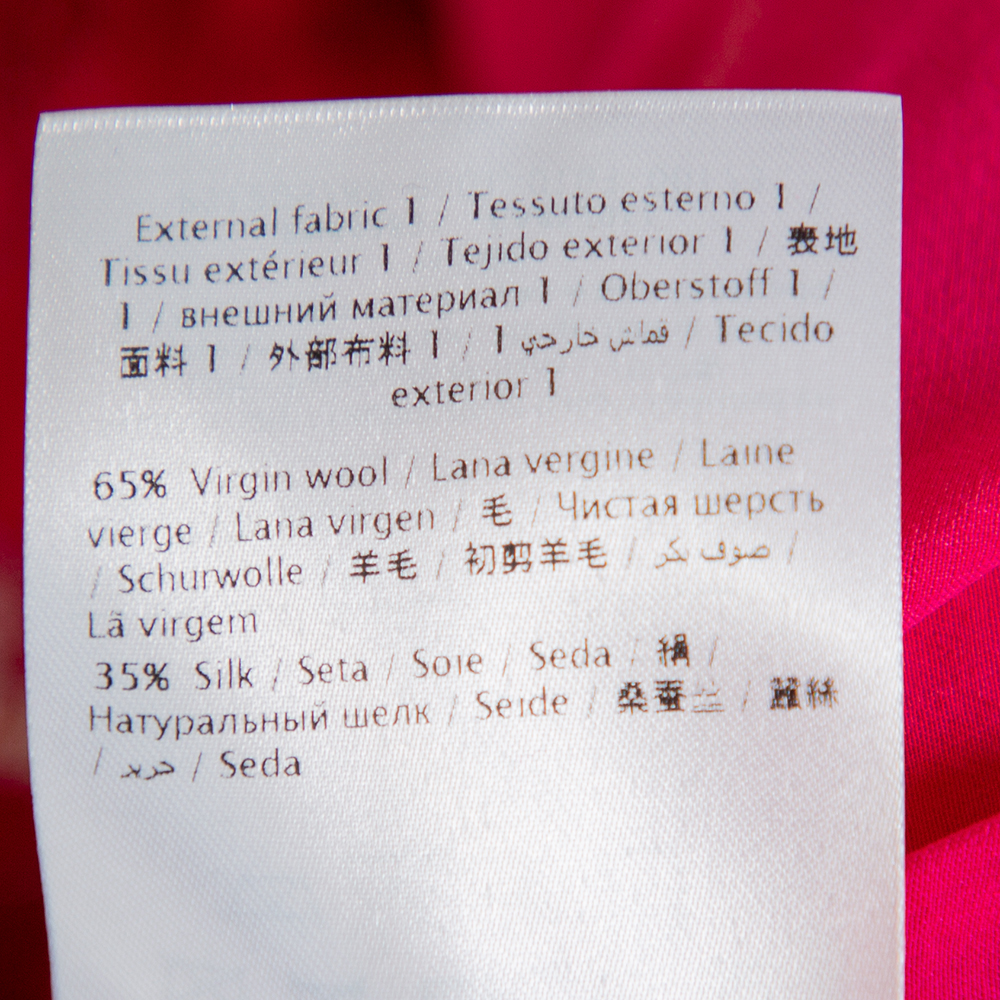 External fabric 1 / Tessuto esterno 1 /
Tissu extérieur 1 / Tejido exterior 1 / 表地
1 / внешний материал 1 / Oberstoff 1 /
面料 1 / 外部布料 1 / 1 قماش خارجي / Tecido
exterior 1
65% Virgin wool / Lana vergine / Laine
vierge / Lana virgen / 毛 / Чистая шерсть
/ Schurwolle / 羊毛 / 初剪羊毛 / صوف بكر /
Lã virgem
35% Silk / Seta / Soie / Seda / 絹 /
Натуральный шелк / Seide / 桑蚕丝 / 蠶絲
/ حرير / Seda